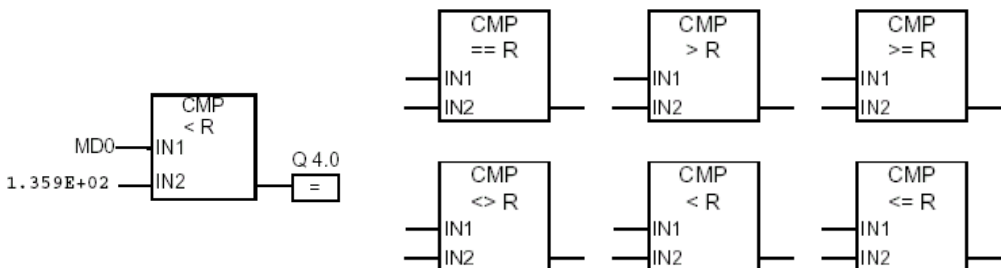 CMP
< R
MD0
IN1
1.359E+02
IN2
Q 4.0
=
CMP
== R
IN1
IN2
CMP
> R
IN1
IN2
CMP
>= R
IN1
IN2
CMP
<> R
IN1
IN2
CMP
< R
IN1
IN2
CMP
<= R
IN1
IN2